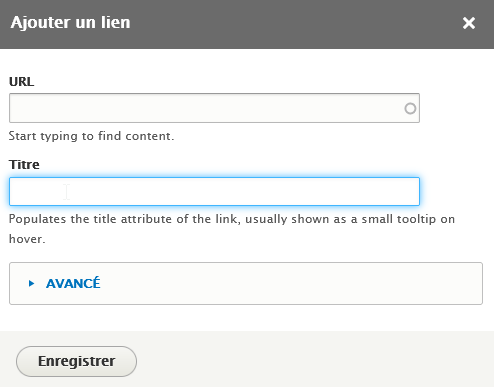 Ajouter un lien
URL
Start typing to find content.
Titre
Populates the title attribute of the link, usually shown as a small tooltip on
hover.
AVANCÉ
Enregistrer